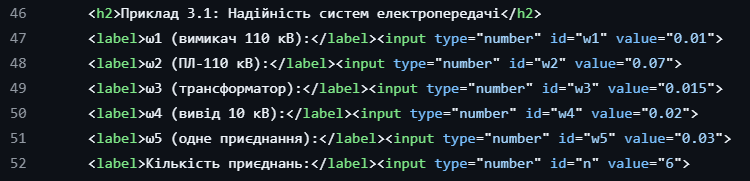 46 <h2>Приклад 3.1: Надійність систем електропередачі</h2>
47 <label>ω1 (вимикач 110 кВ):</label><input type="number" id="w1" value="0.01">
48 <label>ω2 (ПЛ-110 кВ):</label><input type="number" id="w2" value="0.07">
49 <label>ω3 (трансформатор):</label><input type="number" id="w3" value="0.015">
50 <label>ω4 (вивід 10 кВ):</label><input type="number" id="w4" value="0.02">
51 <label>ω5 (одне приєднання):</label><input type="number" id="w5" value="0.03">
52 <label>Кількість приєднань:</label><input type="number" id="n" value="6">